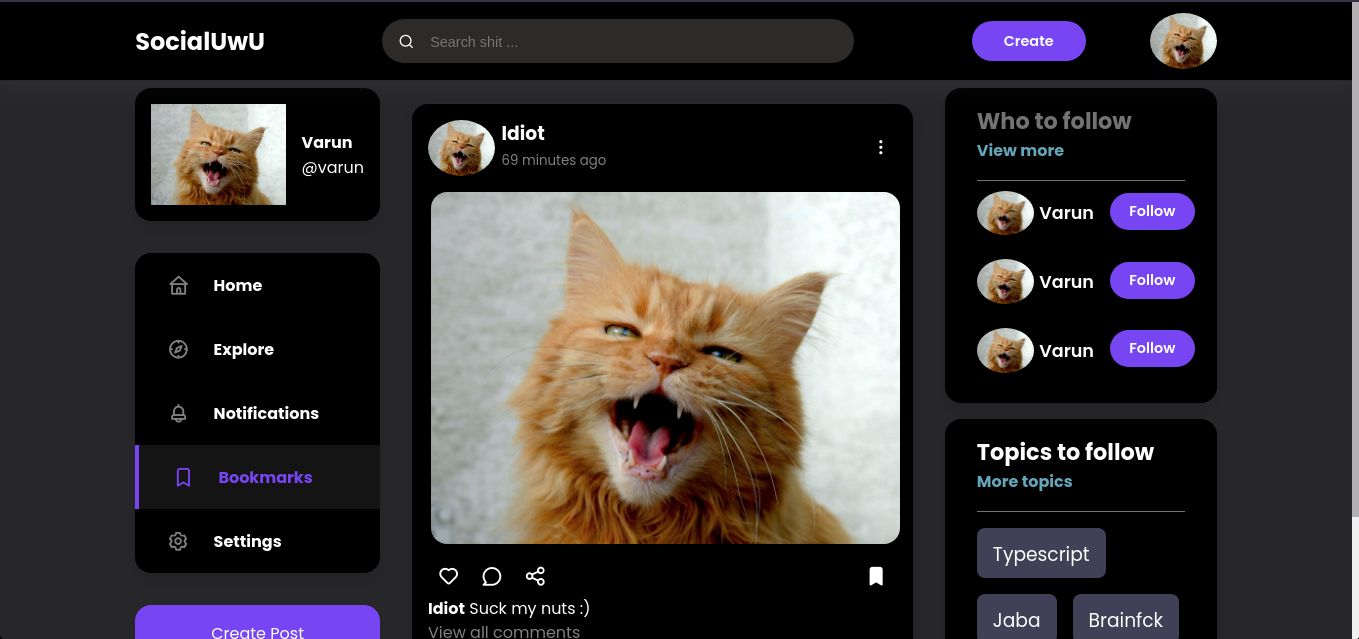 SocialUwU
Search shit ...
Create
Varun
@varun
Home
Explore
Notifications
Bookmarks
Settings
Create Post
Idiot
69 minutes ago
Idiot Suck my nuts :)
View all comments
Who to follow
View more
Varun Follow
Varun Follow
Varun Follow
Topics to follow
More topics
Typescript
Jaba Brainfck